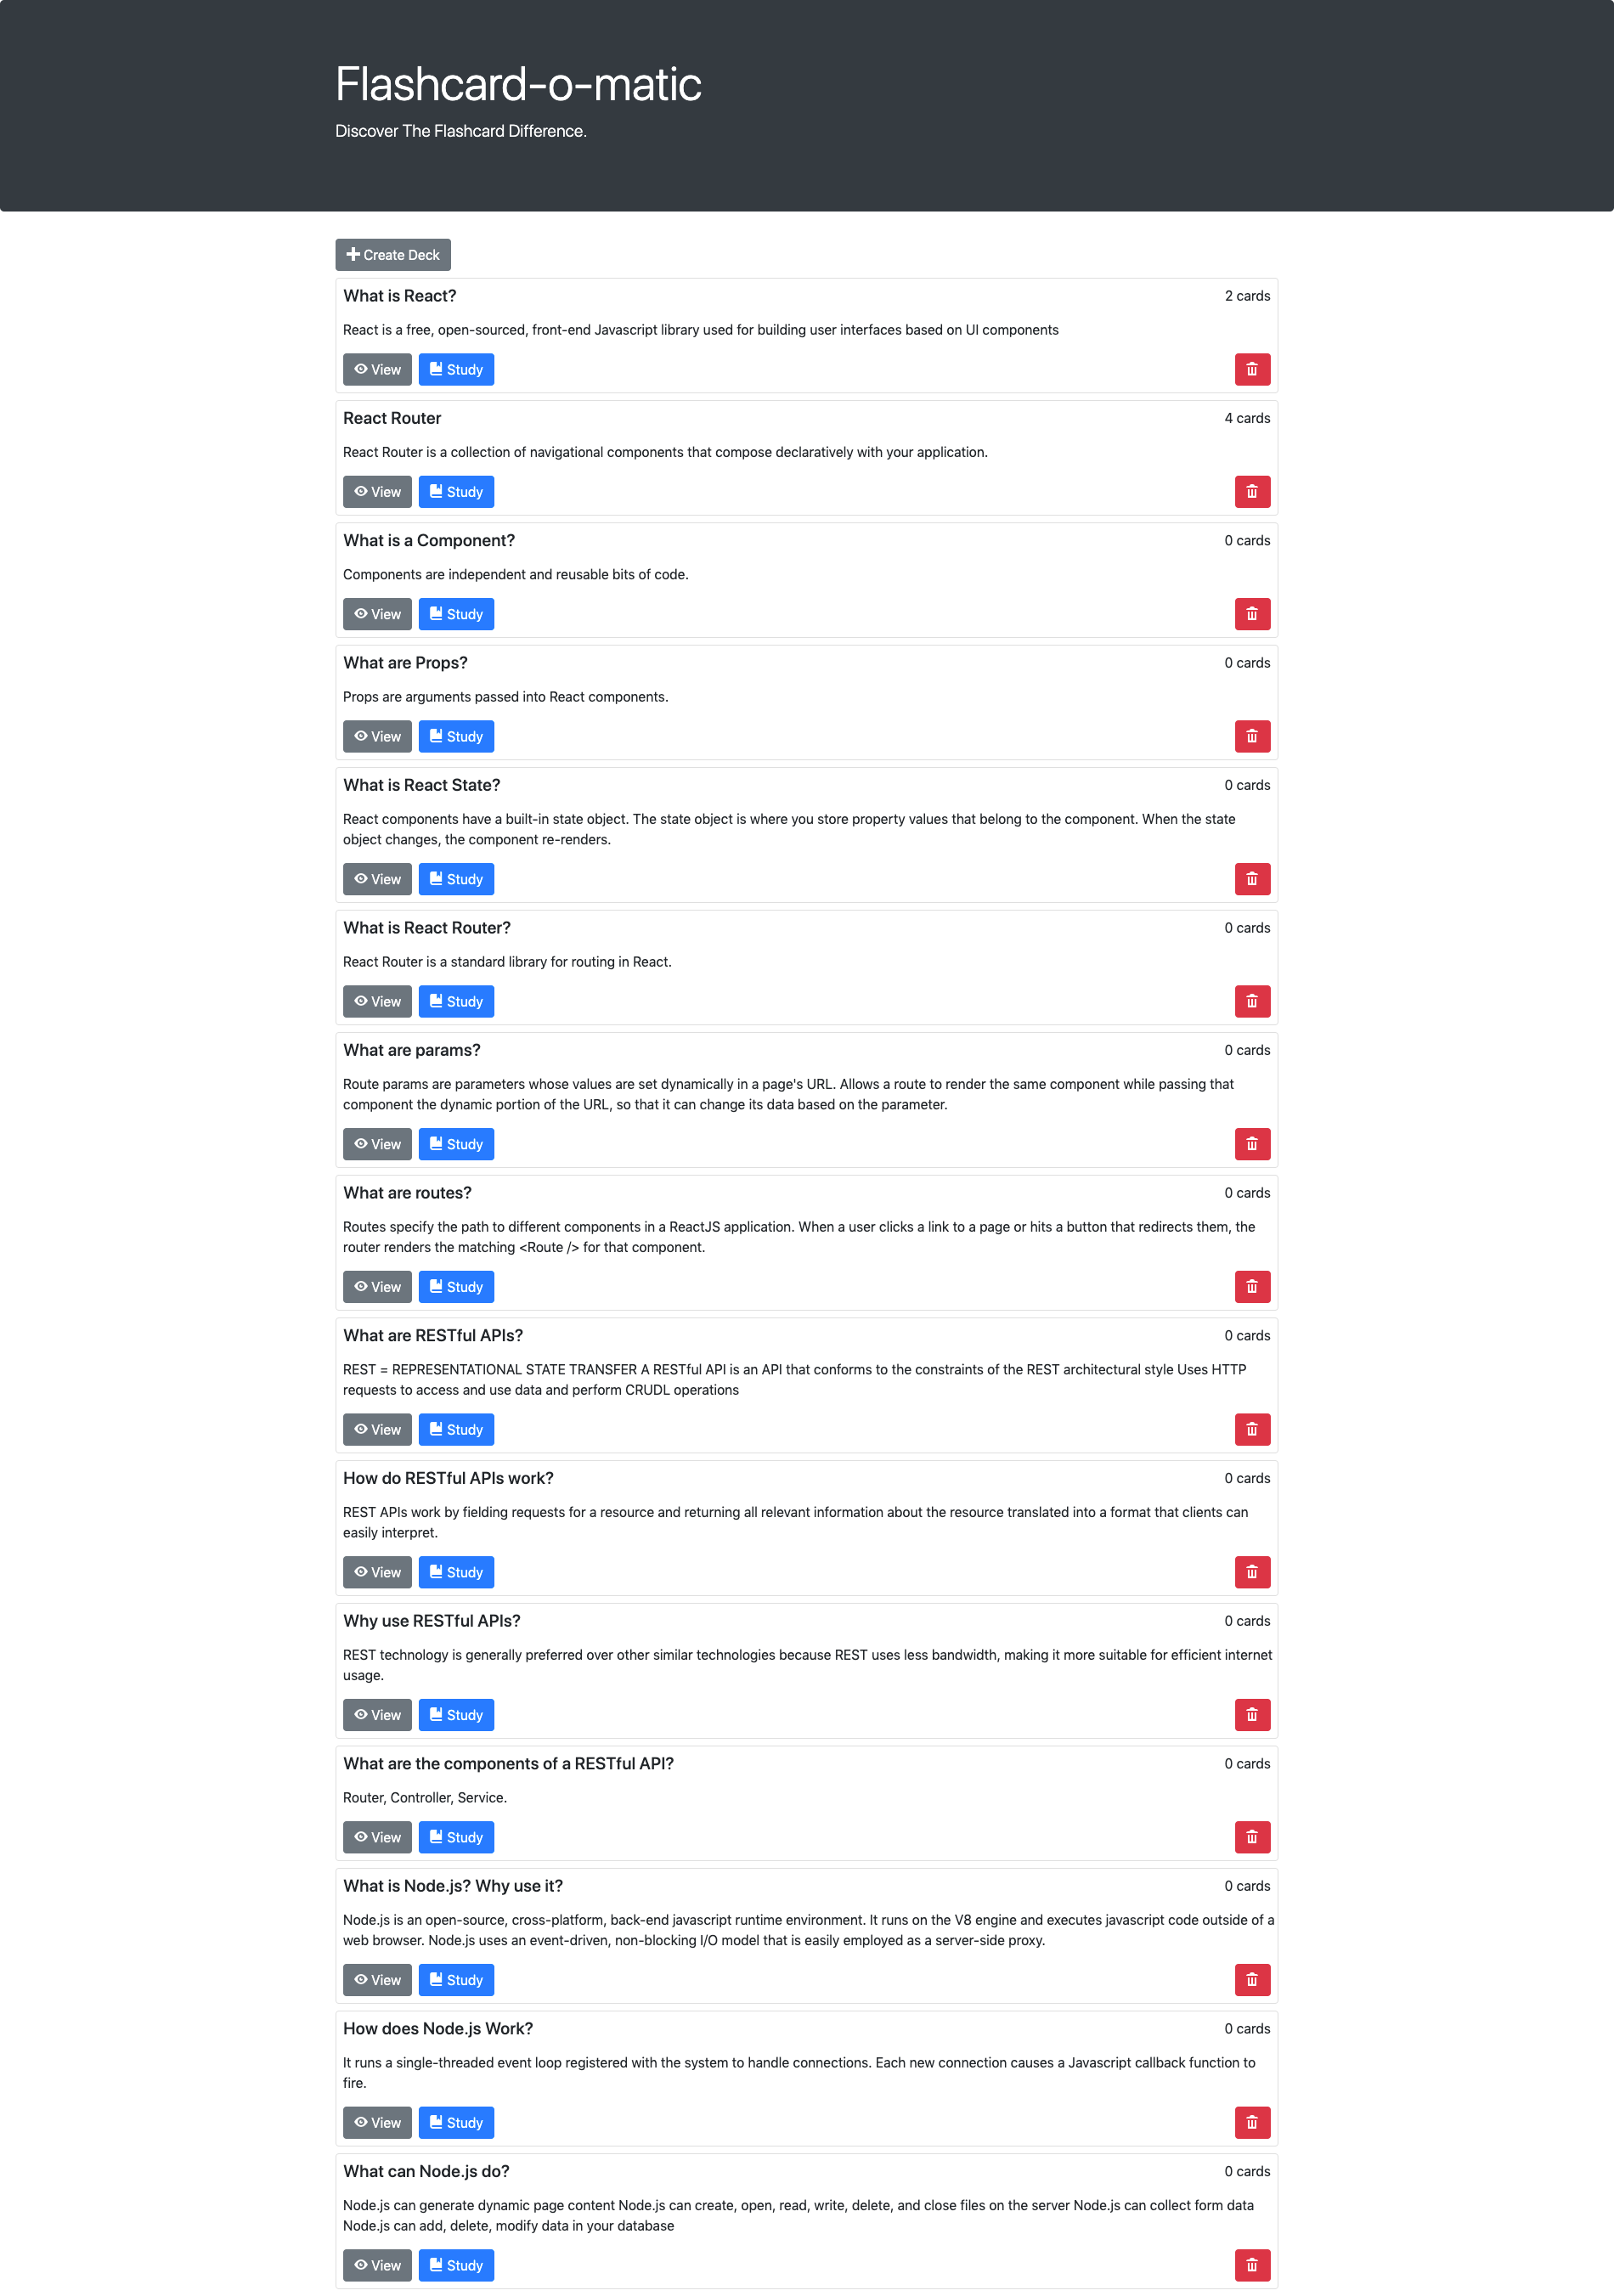 Flashcard-o-matic
Discover The Flashcard Difference.
Create Deck
What is React?
2 cards
React is a free, open-sourced, front-end Javascript library used for building user interfaces based on UI components
View Study
React Router
4 cards
React Router is a collection of navigational components that compose declaratively with your application.
View Study
What is a Component?
0 cards
Components are independent and reusable bits of code.
View Study
What are Props?
0 cards
Props are arguments passed into React components.
View Study
What is React State?
0 cards
React components have a built-in state object. The state object is where you store property values that belong to the component. When the state
object changes, the component re-renders.
View Study
What is React Router?
0 cards
React Router is a standard library for routing in React.
View Study
What are params?
0 cards
Route params are parameters whose values are set dynamically in a page's URL. Allows a route to render the same component while passing that
component the dynamic portion of the URL, so that it can change its data based on the parameter.
View Study
What are routes?
0 cards
Routes specify the path to different components in a ReactJS application. When a user clicks a link to a page or hits a button that redirects them, the
router renders the matching <Route /> for that component.
View Study
What are RESTful APIs?
0 cards
REST = REPRESENTATIONAL STATE TRANSFER A RESTful API is an API that conforms to the constraints of the REST architectural style Uses HTTP
requests to access and use data and perform CRUDL operations
View Study
How do RESTful APIs work?
0 cards
REST APIs work by fielding requests for a resource and returning all relevant information about the resource translated into a format that clients can
easily interpret.
View Study
Why use RESTful APIs?
0 cards
REST technology is generally preferred over other similar technologies because REST uses less bandwidth, making it more suitable for efficient internet
usage.
View Study
What are the components of a RESTful API?
0 cards
Router, Controller, Service.
View Study
What is Node.js? Why use it?
0 cards
Node.js is an open-source, cross-platform, back-end javascript runtime environment. It runs on the V8 engine and executes javascript code outside of a
web browser. Node.js uses an event-driven, non-blocking I/O model that is easily employed as a server-side proxy.
View Study
How does Node.js Work?
0 cards
It runs a single-threaded event loop registered with the system to handle connections. Each new connection causes a Javascript callback function to
fire.
View Study
What can Node.js do?
0 cards
Node.js can generate dynamic page content Node.js can create, open, read, write, delete, and close files on the server Node.js can collect form data
Node.js can add, delete, modify data in your database
View Study